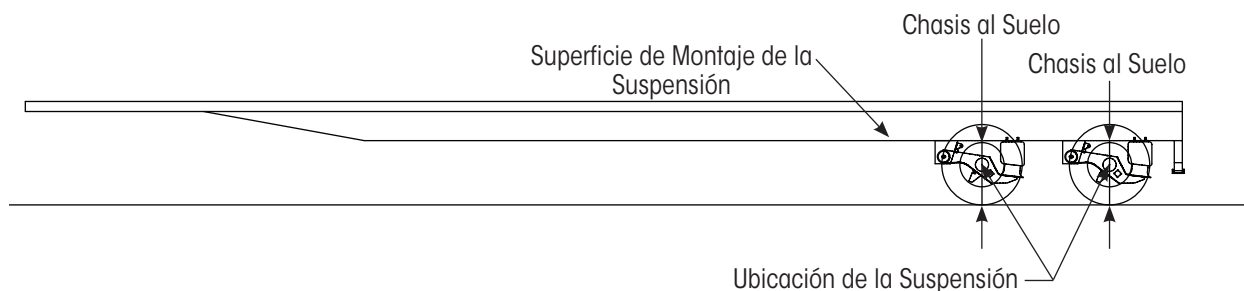 Chasis al Suelo
Superficie de Montaje de la
Suspensión
Chasis al Suelo
Ubicación de la Suspensión